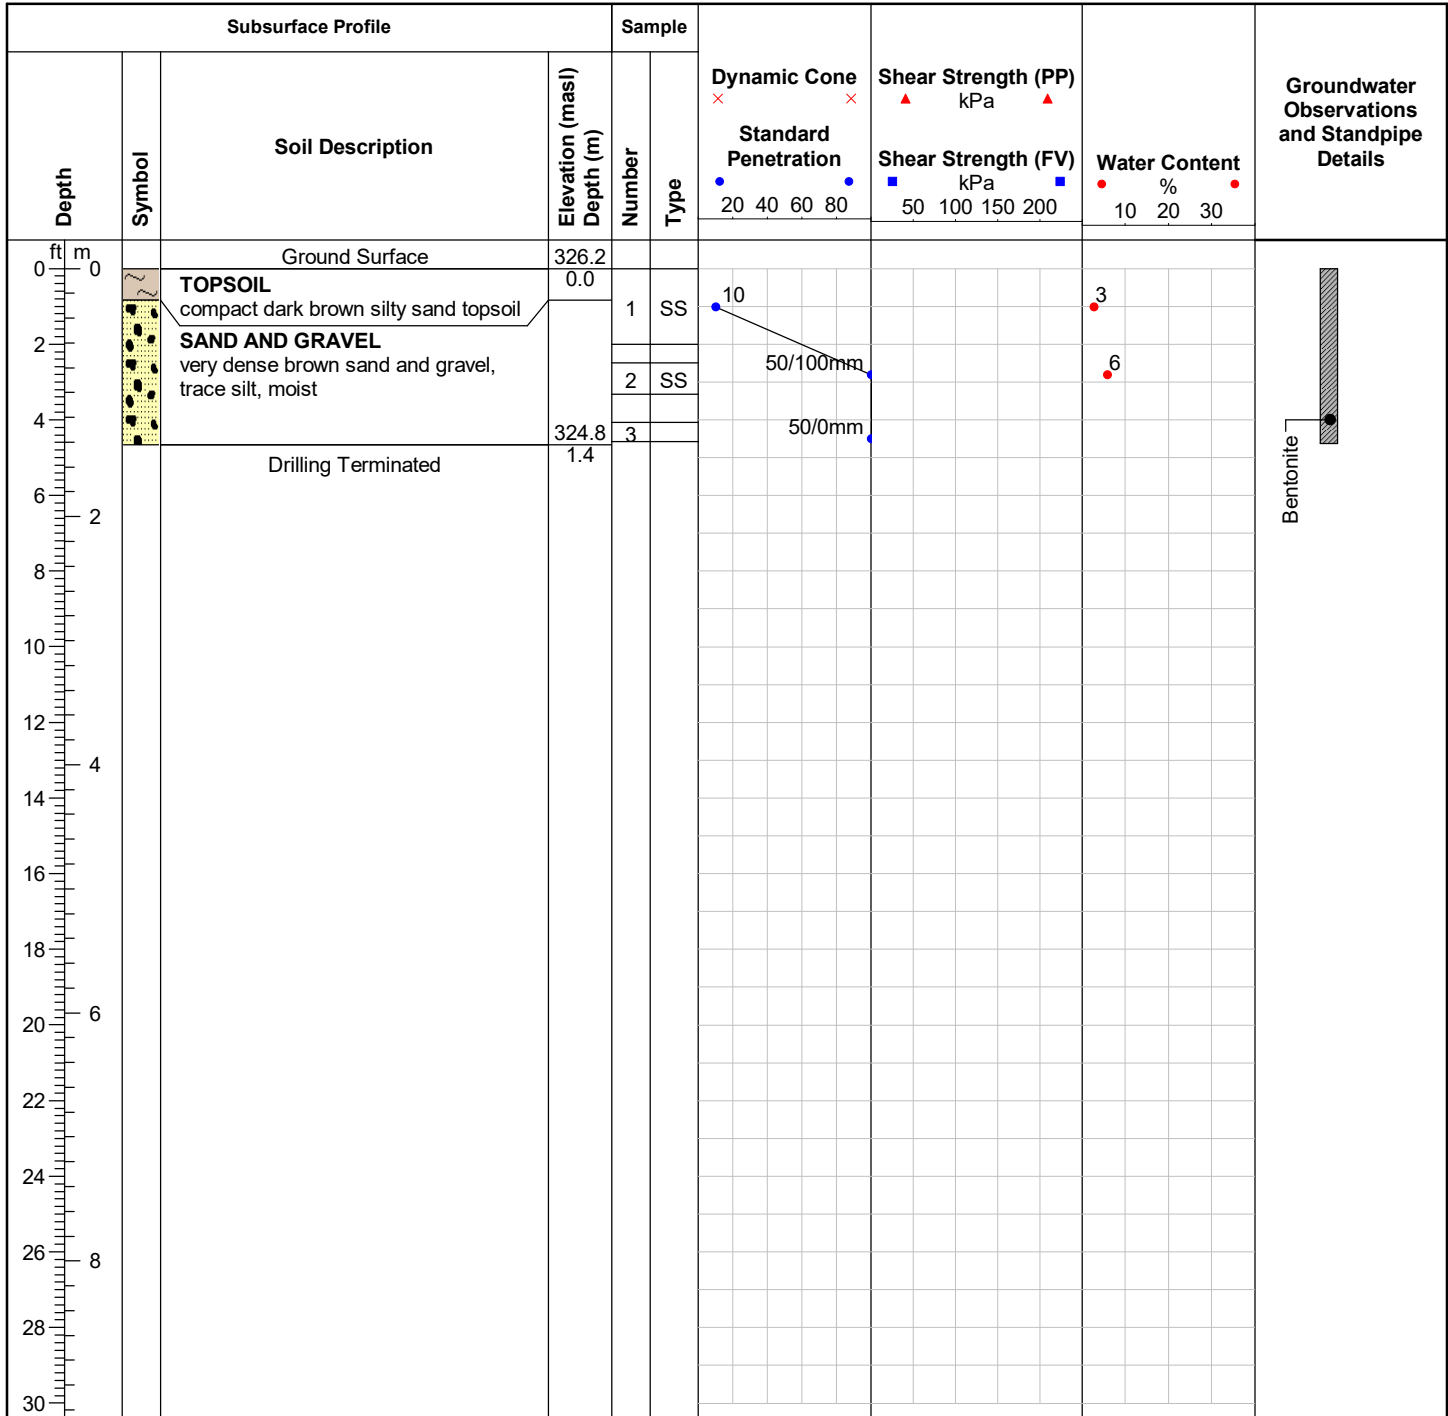 Subsurface Profile
Sample
Depth
Symbol
Soil Description
Elevation (masl)
Depth (m)
Number
Type
Dynamic Cone
Standard
Penetration
20 40 60 80
Shear Strength (PP)
kPa
Shear Strength (FV)
kPa
50 100 150 200
Water Content
%
10 20 30
Groundwater
Observations
and Standpipe
Details
ft m
Ground Surface
326.2
0 0
0.0
TOPSOIL
compact dark brown silty sand topsoil
1 SS
10
3
SAND AND GRAVEL
very dense brown sand and gravel,
trace silt, moist
2
50/100mm
6
2 SS
4
324.8
3
50/0mm
1.4
Drilling Terminated
Bentonite
6
2
8
10
12
4
14
16
18
6
20
22
24
26
8
28
30